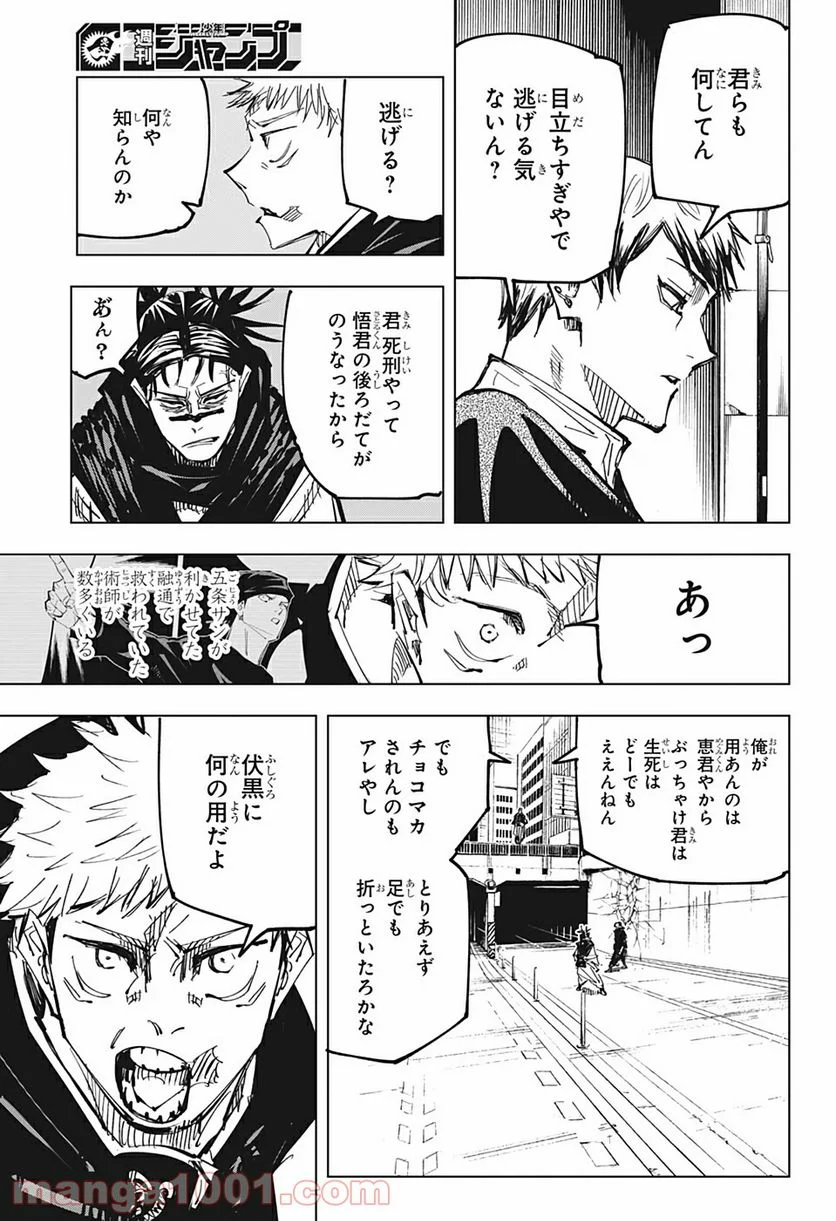 週刊少年ジャンプ
君らも
何してん
目立ちすぎやで
逃げる気
ないん?
逃げる?
何や
知らんのか
君 死刑やって
悟君の後ろだてが
のうなったから
あ゛ん?
あっ
五条サンが
利かせてた
融通で
救われていた
術師が
数多くいる
俺が
用あんのは
恵君やから
ぶっちゃけ君は
生死は
どーでも
ええんねん
でも
チョコマカ
されんのも
アレやし
とりあえず
足でも
折っといたろかな
伏黒に
何の用だよ
manga1001.com